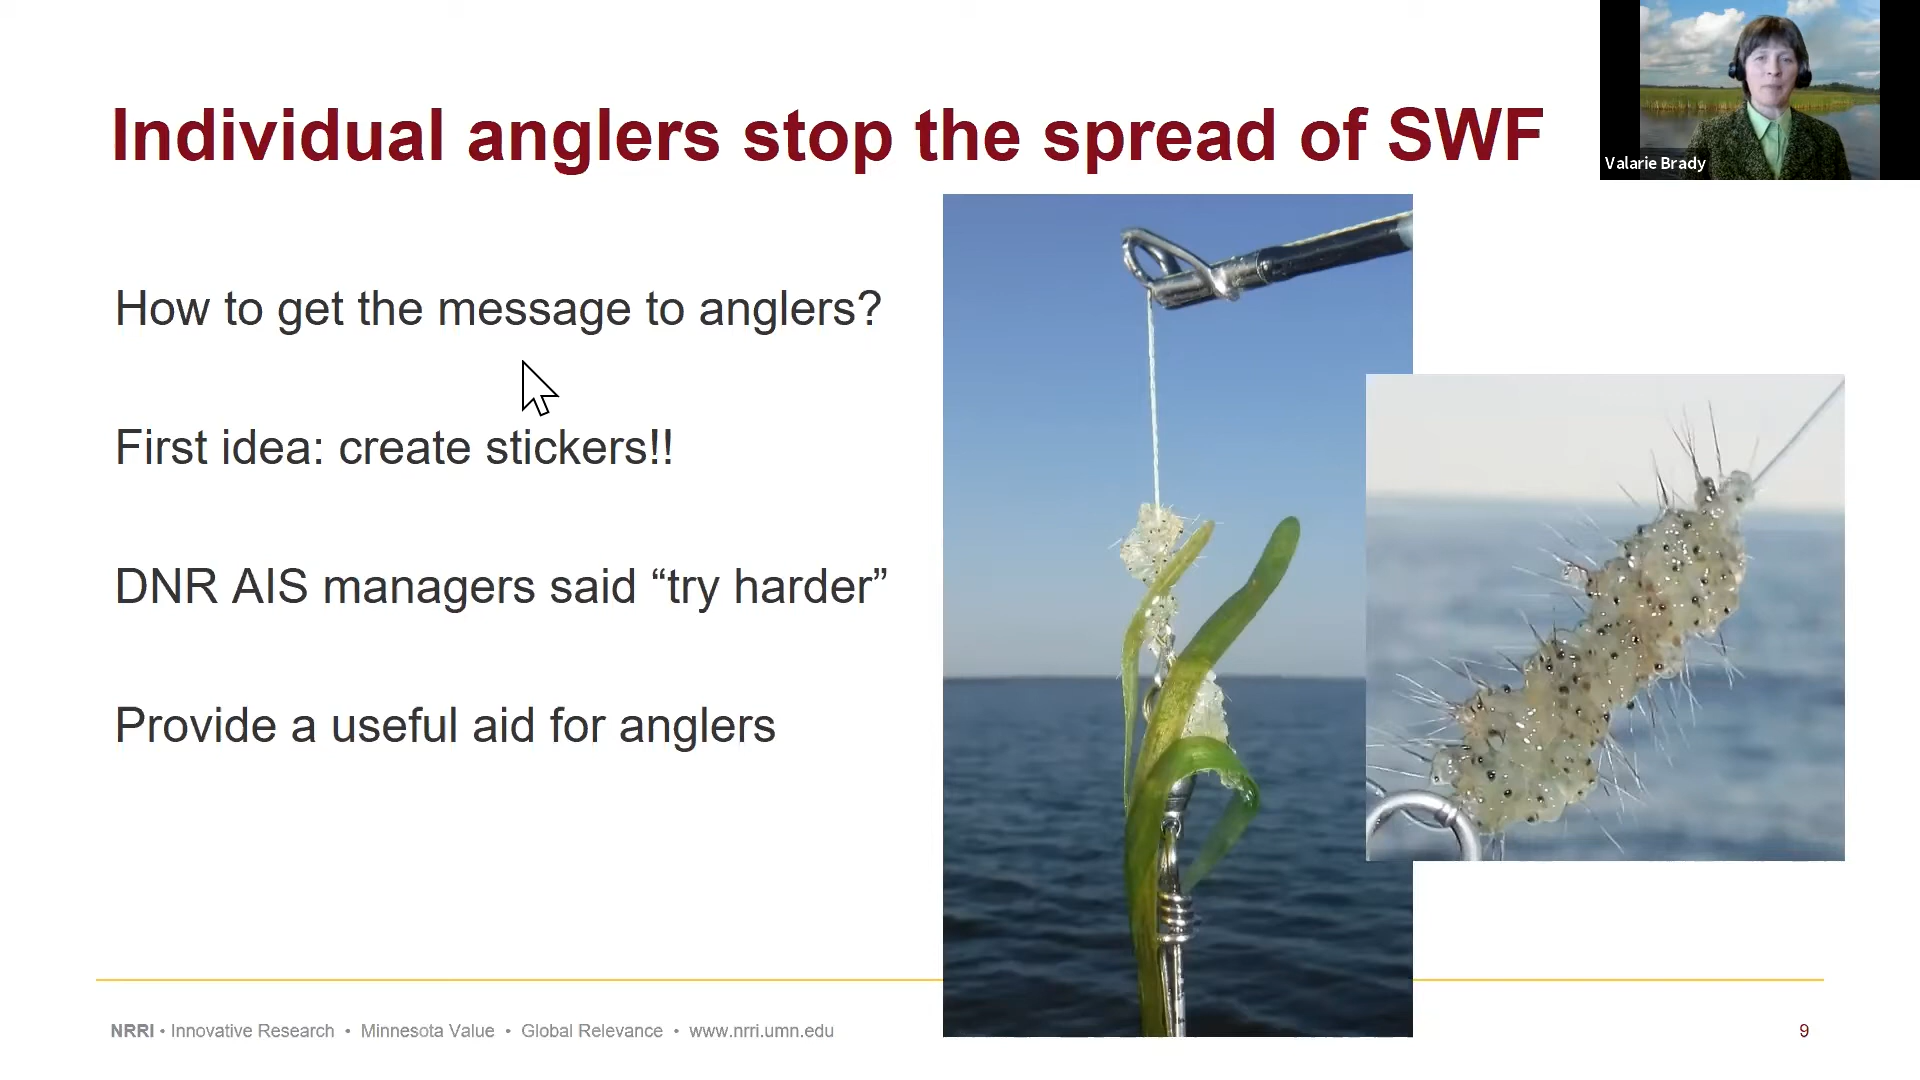 Individual anglers stop the spread of SWF
Valarie Brady
How to get the message to anglers?
First idea: create stickers!!
DNR AIS managers said “try harder”
Provide a useful aid for anglers
NRRI • Innovative Research • Minnesota Value • Global Relevance • www.nrri.umn.edu
9